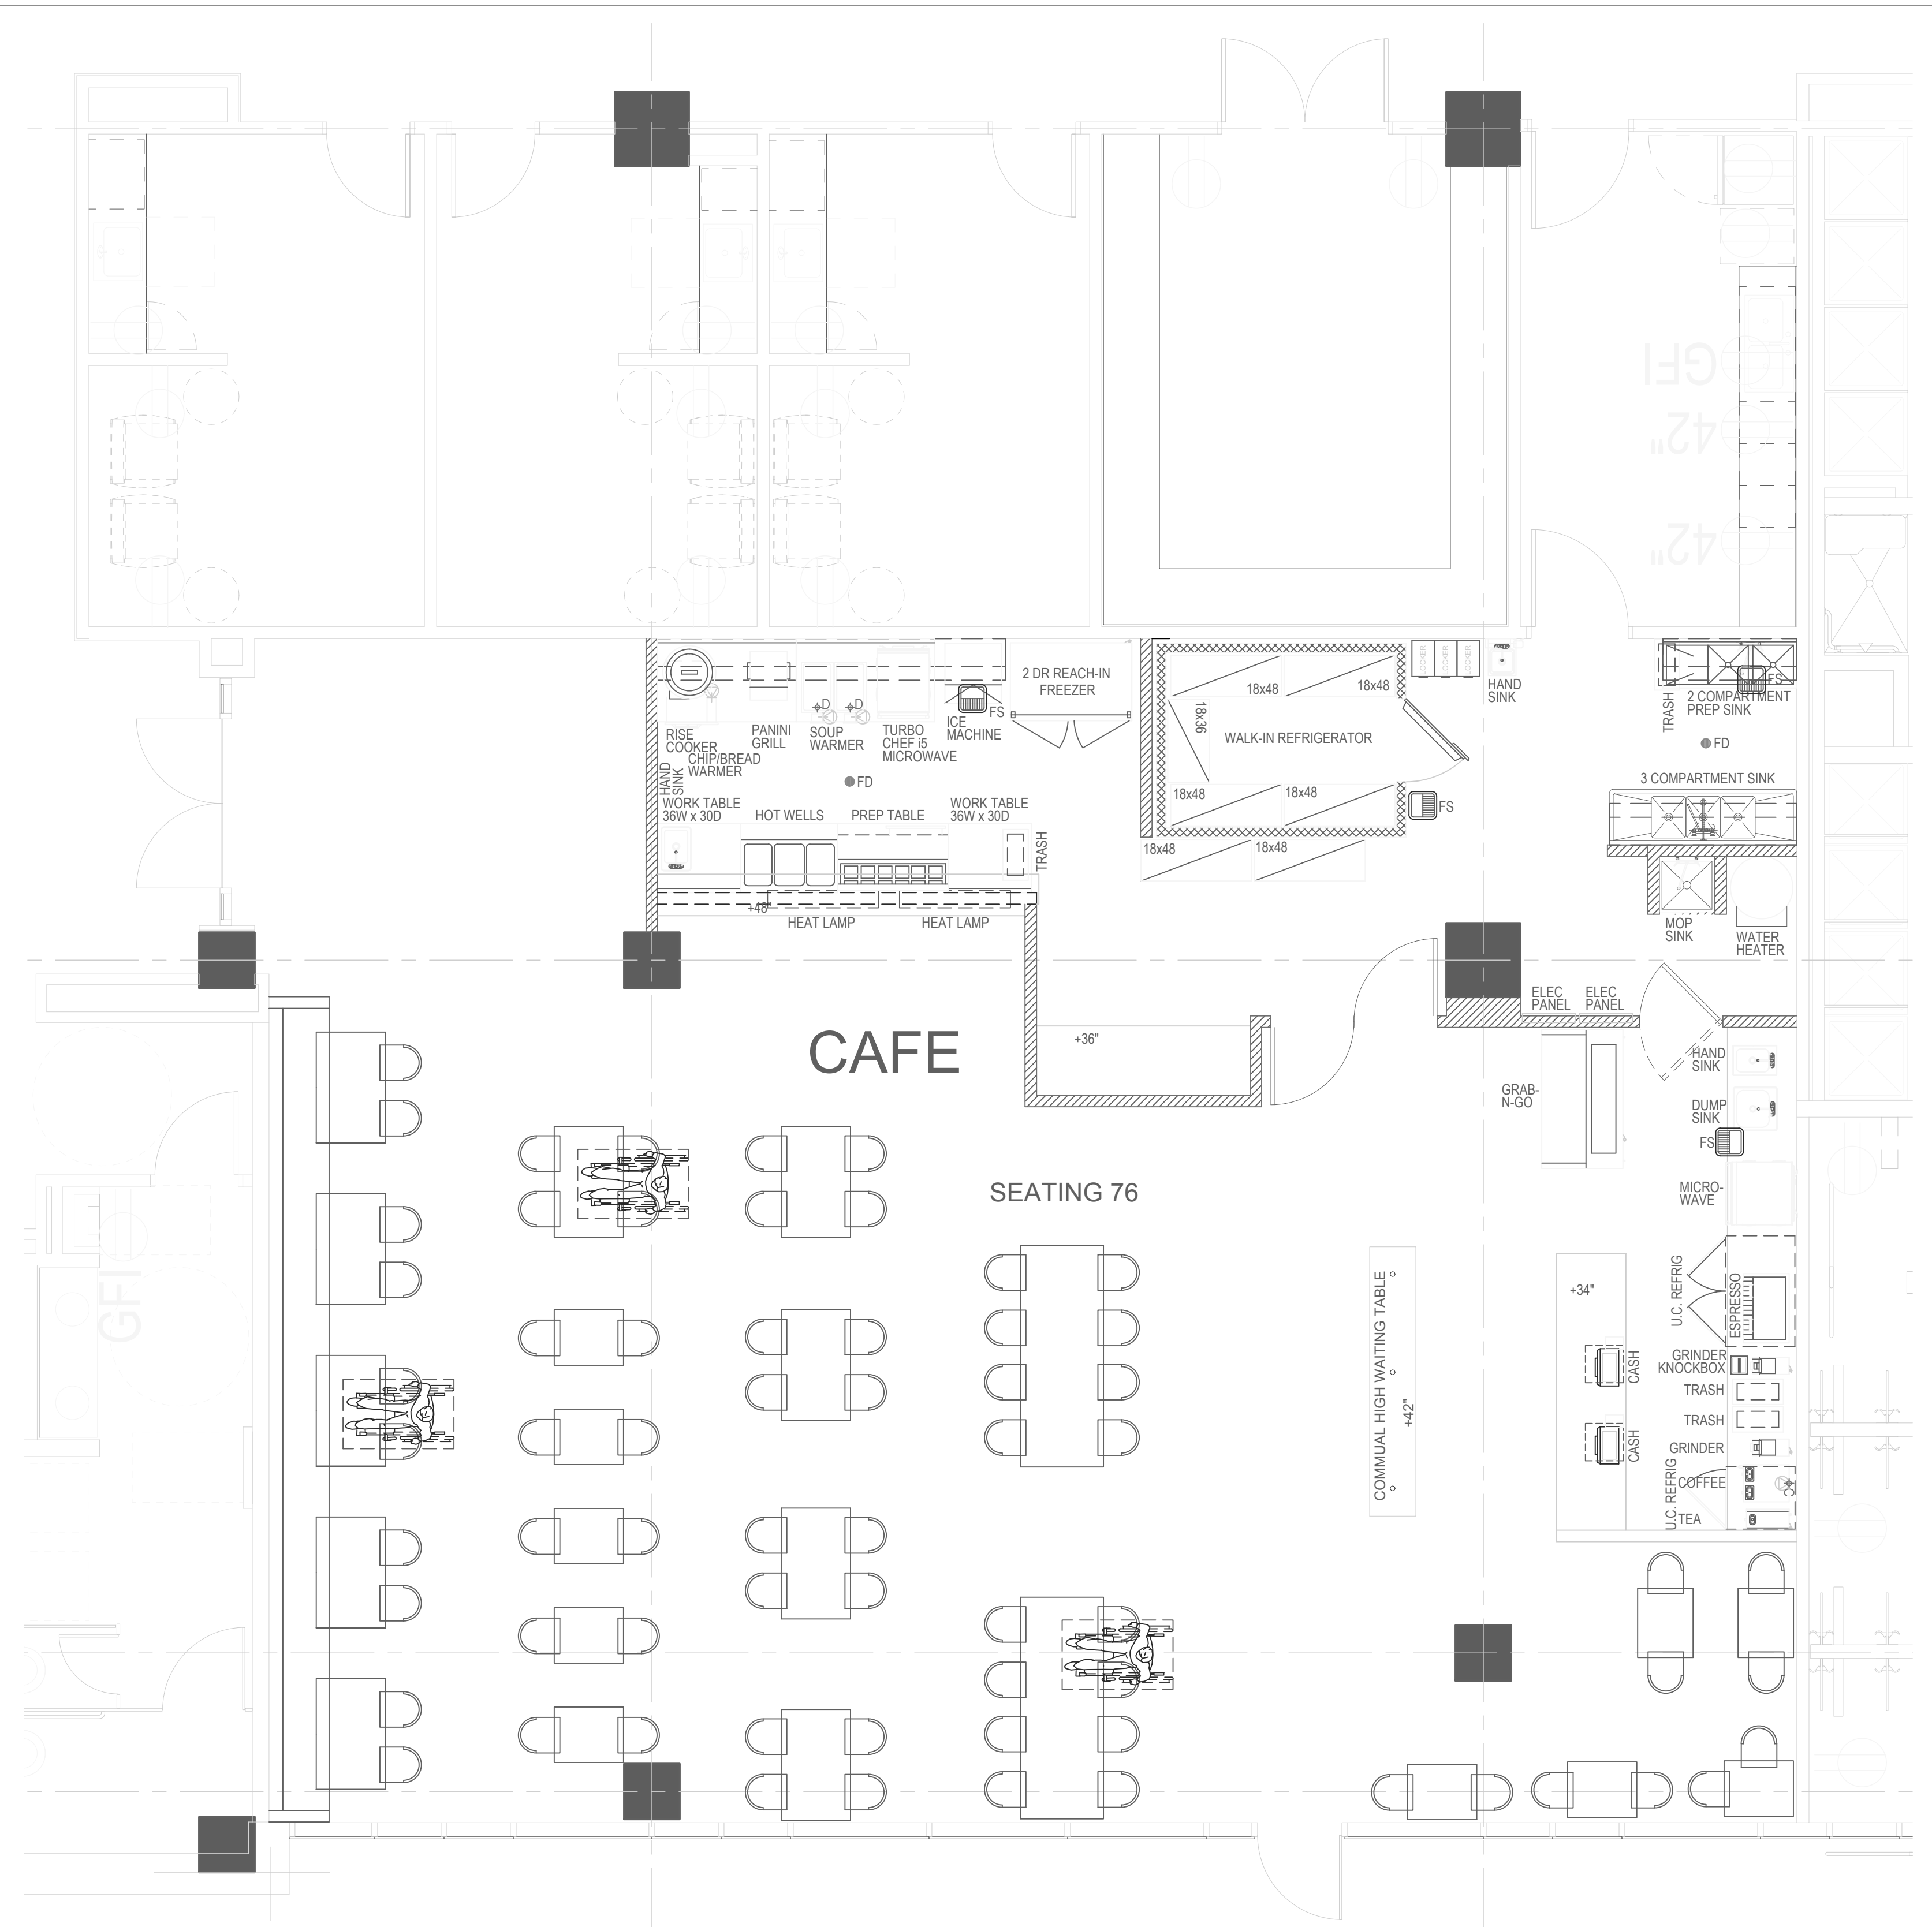 GFI
42"
42"
2 DR REACH-IN
FREEZER
18x48
18x48
18x36
WALK-IN REFRIGERATOR
18x48
18x48
18x48
18x48
LOCKER
LOCKER
LOCKER
HAND
SINK
FS
TRASH
FS
2 COMPARTMENT
PREP SINK
FD
3 COMPARTMENT SINK
D
D
FS
RISE
COOKER
PANINI
GRILL
SOUP
WARMER
TURBO
CHEF i5
MICROWAVE
ICE
MACHINE
CHIP/BREAD
WARMER
HAND
SINK
FD
WORK TABLE
36W x 30D
HOT WELLS
PREP TABLE
WORK TABLE
36W x 30D
TRASH
+48"
HEAT LAMP
HEAT LAMP
MOP
SINK
WATER
HEATER
ELEC
PANEL
ELEC
PANEL
CAFE
+36"
HAND
SINK
GRAB-
N-GO
DUMP
SINK
FS
SEATING 76
MICRO-
WAVE
GFI
COMMUAL HIGH WAITING TABLE
+42"
+34"
U.C. REFRIG
ESPRESSO
GRINDER
KNOCKBOX
CASH
TRASH
TRASH
CASH
GRINDER
U.C. REFRIG
COFFEE
C
TEA